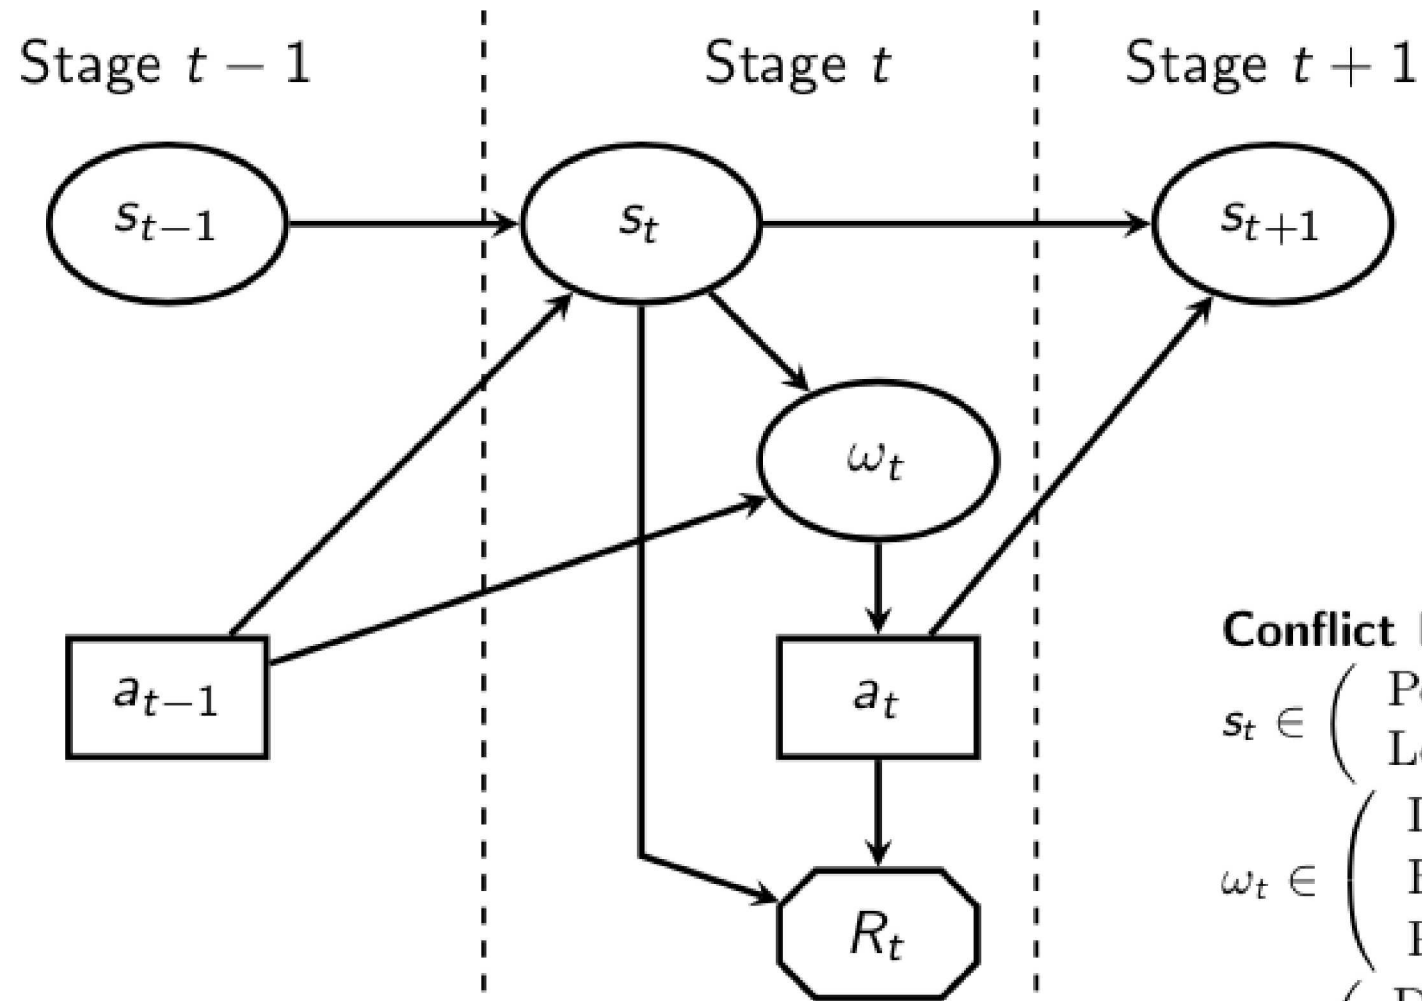 Stage t − 1
Stage t
Stage t + 1
s_{t−1}
s_t
s_{t+1}
ω_t
a_{t−1}
a_t
R_t
Conflict
s_t ∈ (
ω_t ∈ (